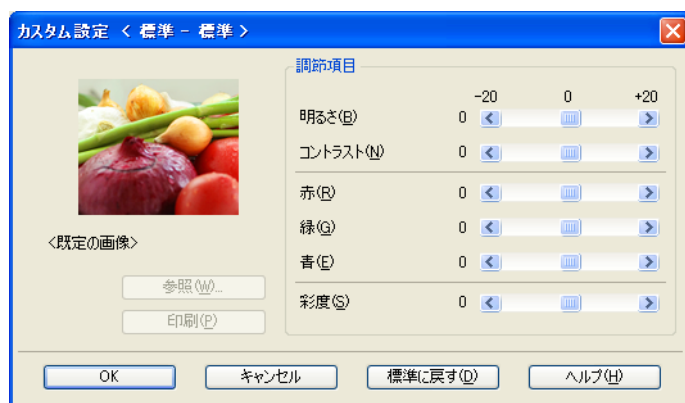 カスタム設定 < 標準 - 標準 >
調節項目
-20 0 +20
明るさ(B) 0
コントラスト(N) 0
赤(R) 0
緑(G) 0
青(E) 0
彩度(S) 0
<既定の画像>
参照(W)...
印刷(P)
OK キャンセル 標準に戻す(D) ヘルプ(H)